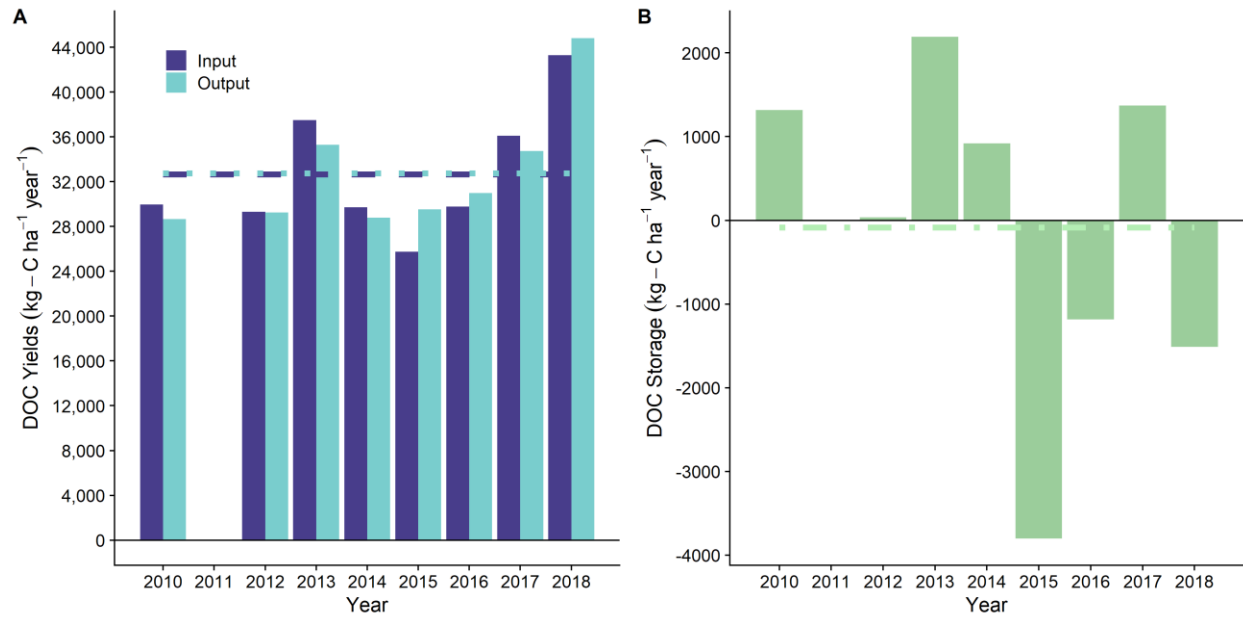 A
DOC Yields (kg – C ha⁻¹ year⁻¹)
44,000
40,000
36,000
32,000
28,000
24,000
20,000
16,000
12,000
8,000
4,000
0
Input
Output
2010 2011 2012 2013 2014 2015 2016 2017 2018
Year
B
DOC Storage (kg – C ha⁻¹ year⁻¹)
2000
1000
0
-1000
-2000
-3000
-4000
2010 2011 2012 2013 2014 2015 2016 2017 2018
Year